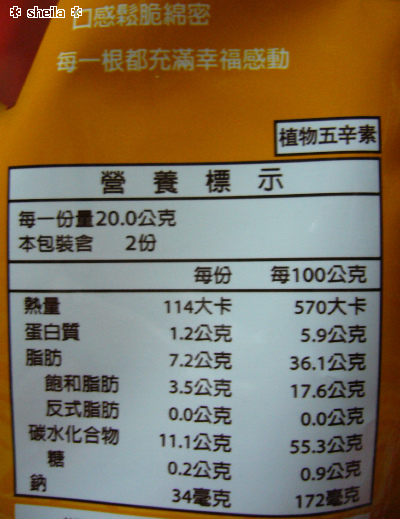 ✽ sheila ✽
口感鬆脆綿密
每一根都充滿幸福感動
植物五辛素
營養標示
每一份量20.0公克
本包裝含 2份
每份 每100公克
熱量 114大卡 570大卡
蛋白質 1.2公克 5.9公克
脂肪 7.2公克 36.1公克
飽和脂肪 3.5公克 17.6公克
反式脂肪 0.0公克 0.0公克
碳水化合物 11.1公克 55.3公克
糖 0.2公克 0.9公克
鈉 34毫克 172毫克